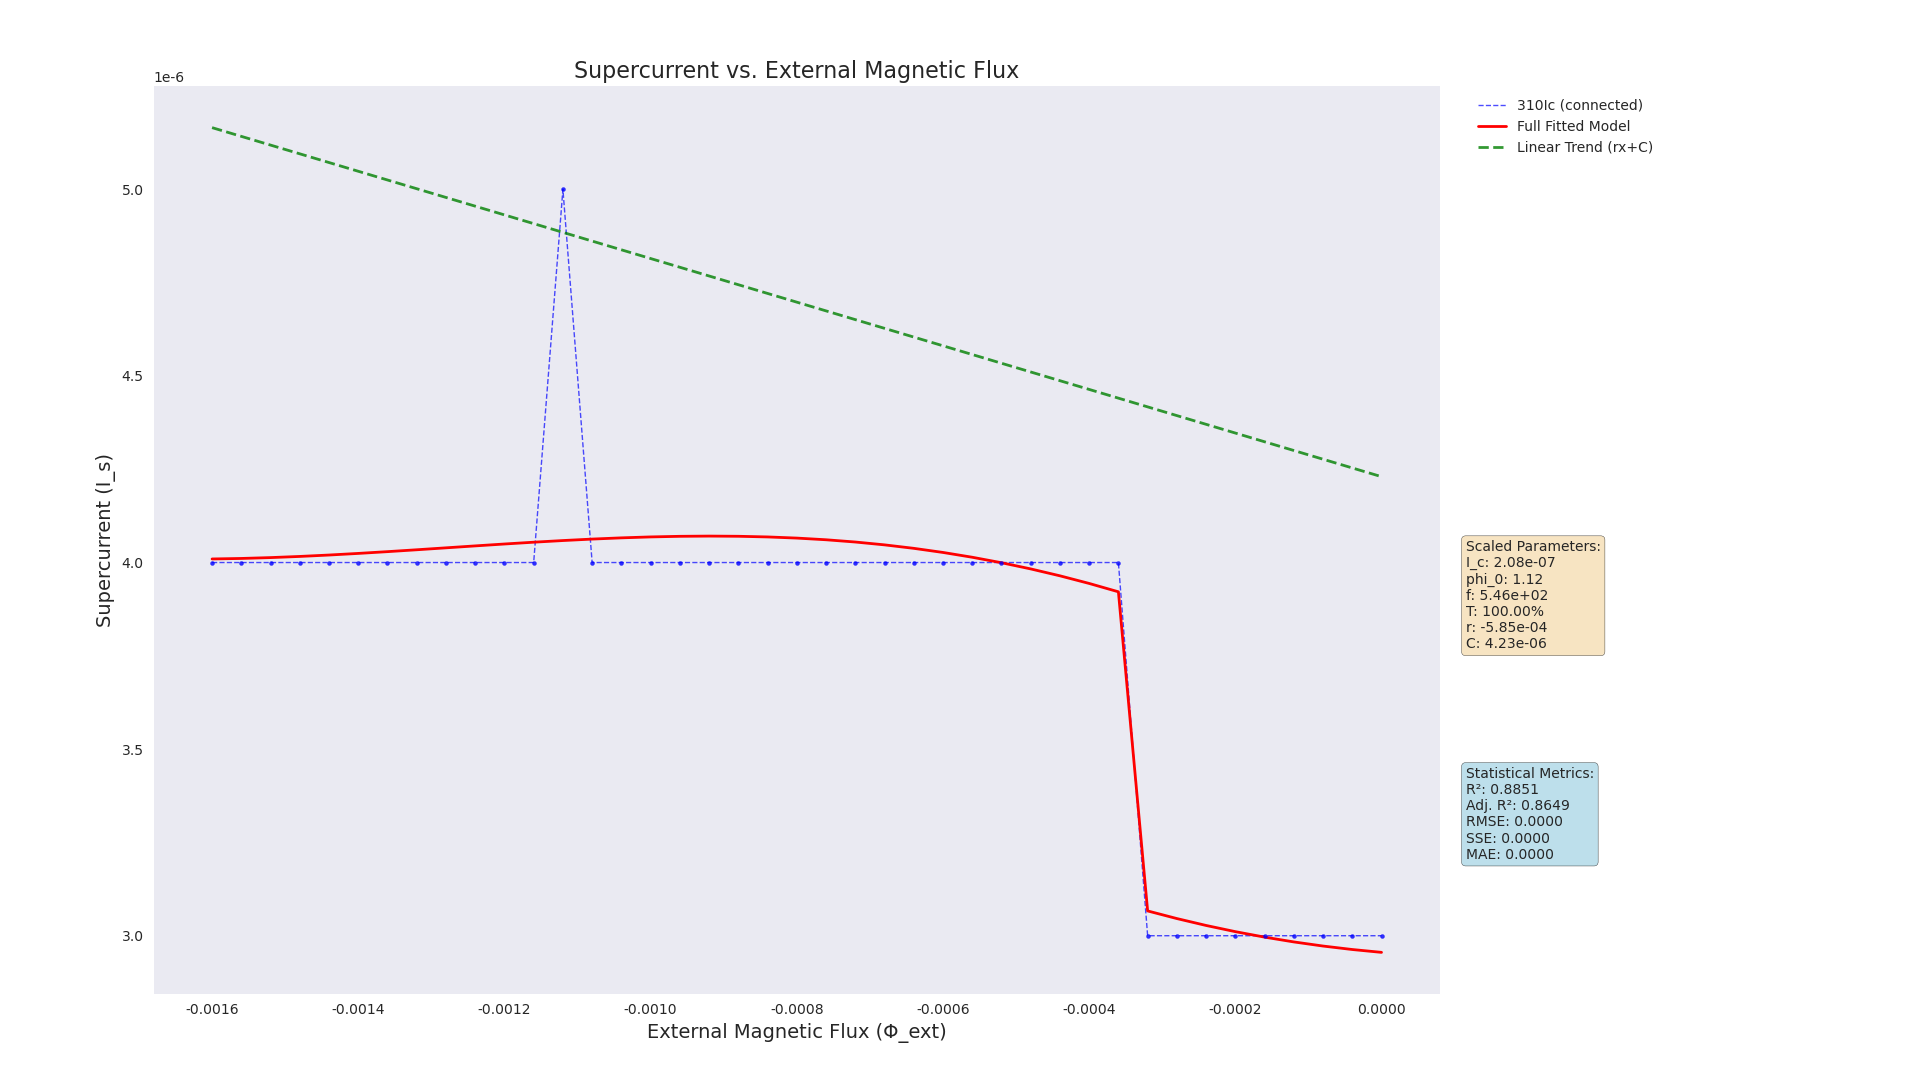 Supercurrent vs. External Magnetic Flux
1e-6
5.0
4.5
4.0
3.5
3.0
Supercurrent (I_s)
-0.0016
-0.0014
-0.0012
-0.0010
-0.0008
-0.0006
-0.0004
-0.0002
0.0000
External Magnetic Flux (Φ_ext)
310Ic (connected)
Full Fitted Model
Linear Trend (rx+C)
Scaled Parameters:
I_c: 2.08e-07
phi_0: 1.12
f: 5.46e+02
T: 100.00%
r: -5.85e-04
C: 4.23e-06
Statistical Metrics:
R²: 0.8851
Adj. R²: 0.8649
RMSE: 0.0000
SSE: 0.0000
MAE: 0.0000